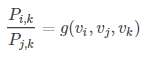 P_{i,k} / P_{j,k} = g(v_i, v_j, v_k)